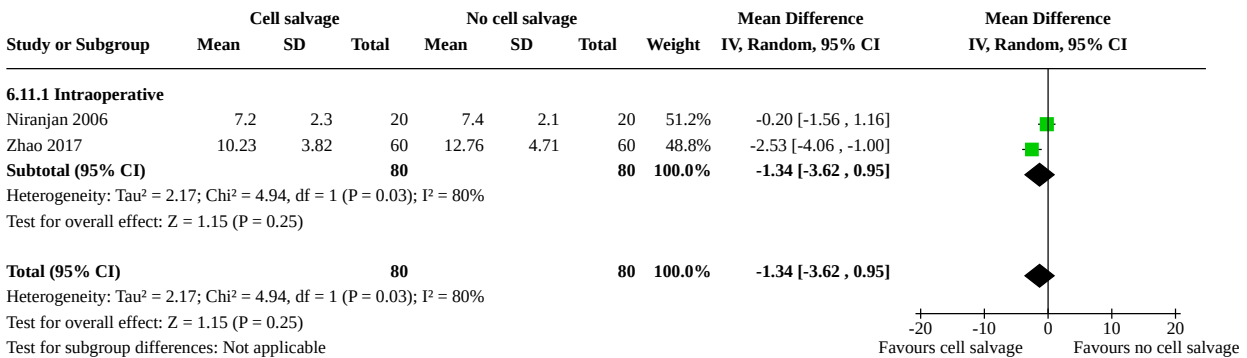 Cell salvage No cell salvage Mean Difference Mean Difference
Study or Subgroup Mean SD Total Mean SD Total Weight IV, Random, 95% CI IV, Random, 95% CI
6.11.1 Intraoperative
Niranjan 2006 7.2 2.3 20 7.4 2.1 20 51.2% -0.20 [-1.56 , 1.16]
Zhao 2017 10.23 3.82 60 12.76 4.71 60 48.8% -2.53 [-4.06 , -1.00]
Subtotal (95% CI) 80 80 100.0% -1.34 [-3.62 , 0.95]
Heterogeneity: Tau² = 2.17; Chi² = 4.94, df = 1 (P = 0.03); I² = 80%
Test for overall effect: Z = 1.15 (P = 0.25)
Total (95% CI) 80 80 100.0% -1.34 [-3.62 , 0.95]
Heterogeneity: Tau² = 2.17; Chi² = 4.94, df = 1 (P = 0.03); I² = 80%
Test for overall effect: Z = 1.15 (P = 0.25)
-20 -10 0 10 20
Test for subgroup differences: Not applicable Favours cell salvage Favours no cell salvage